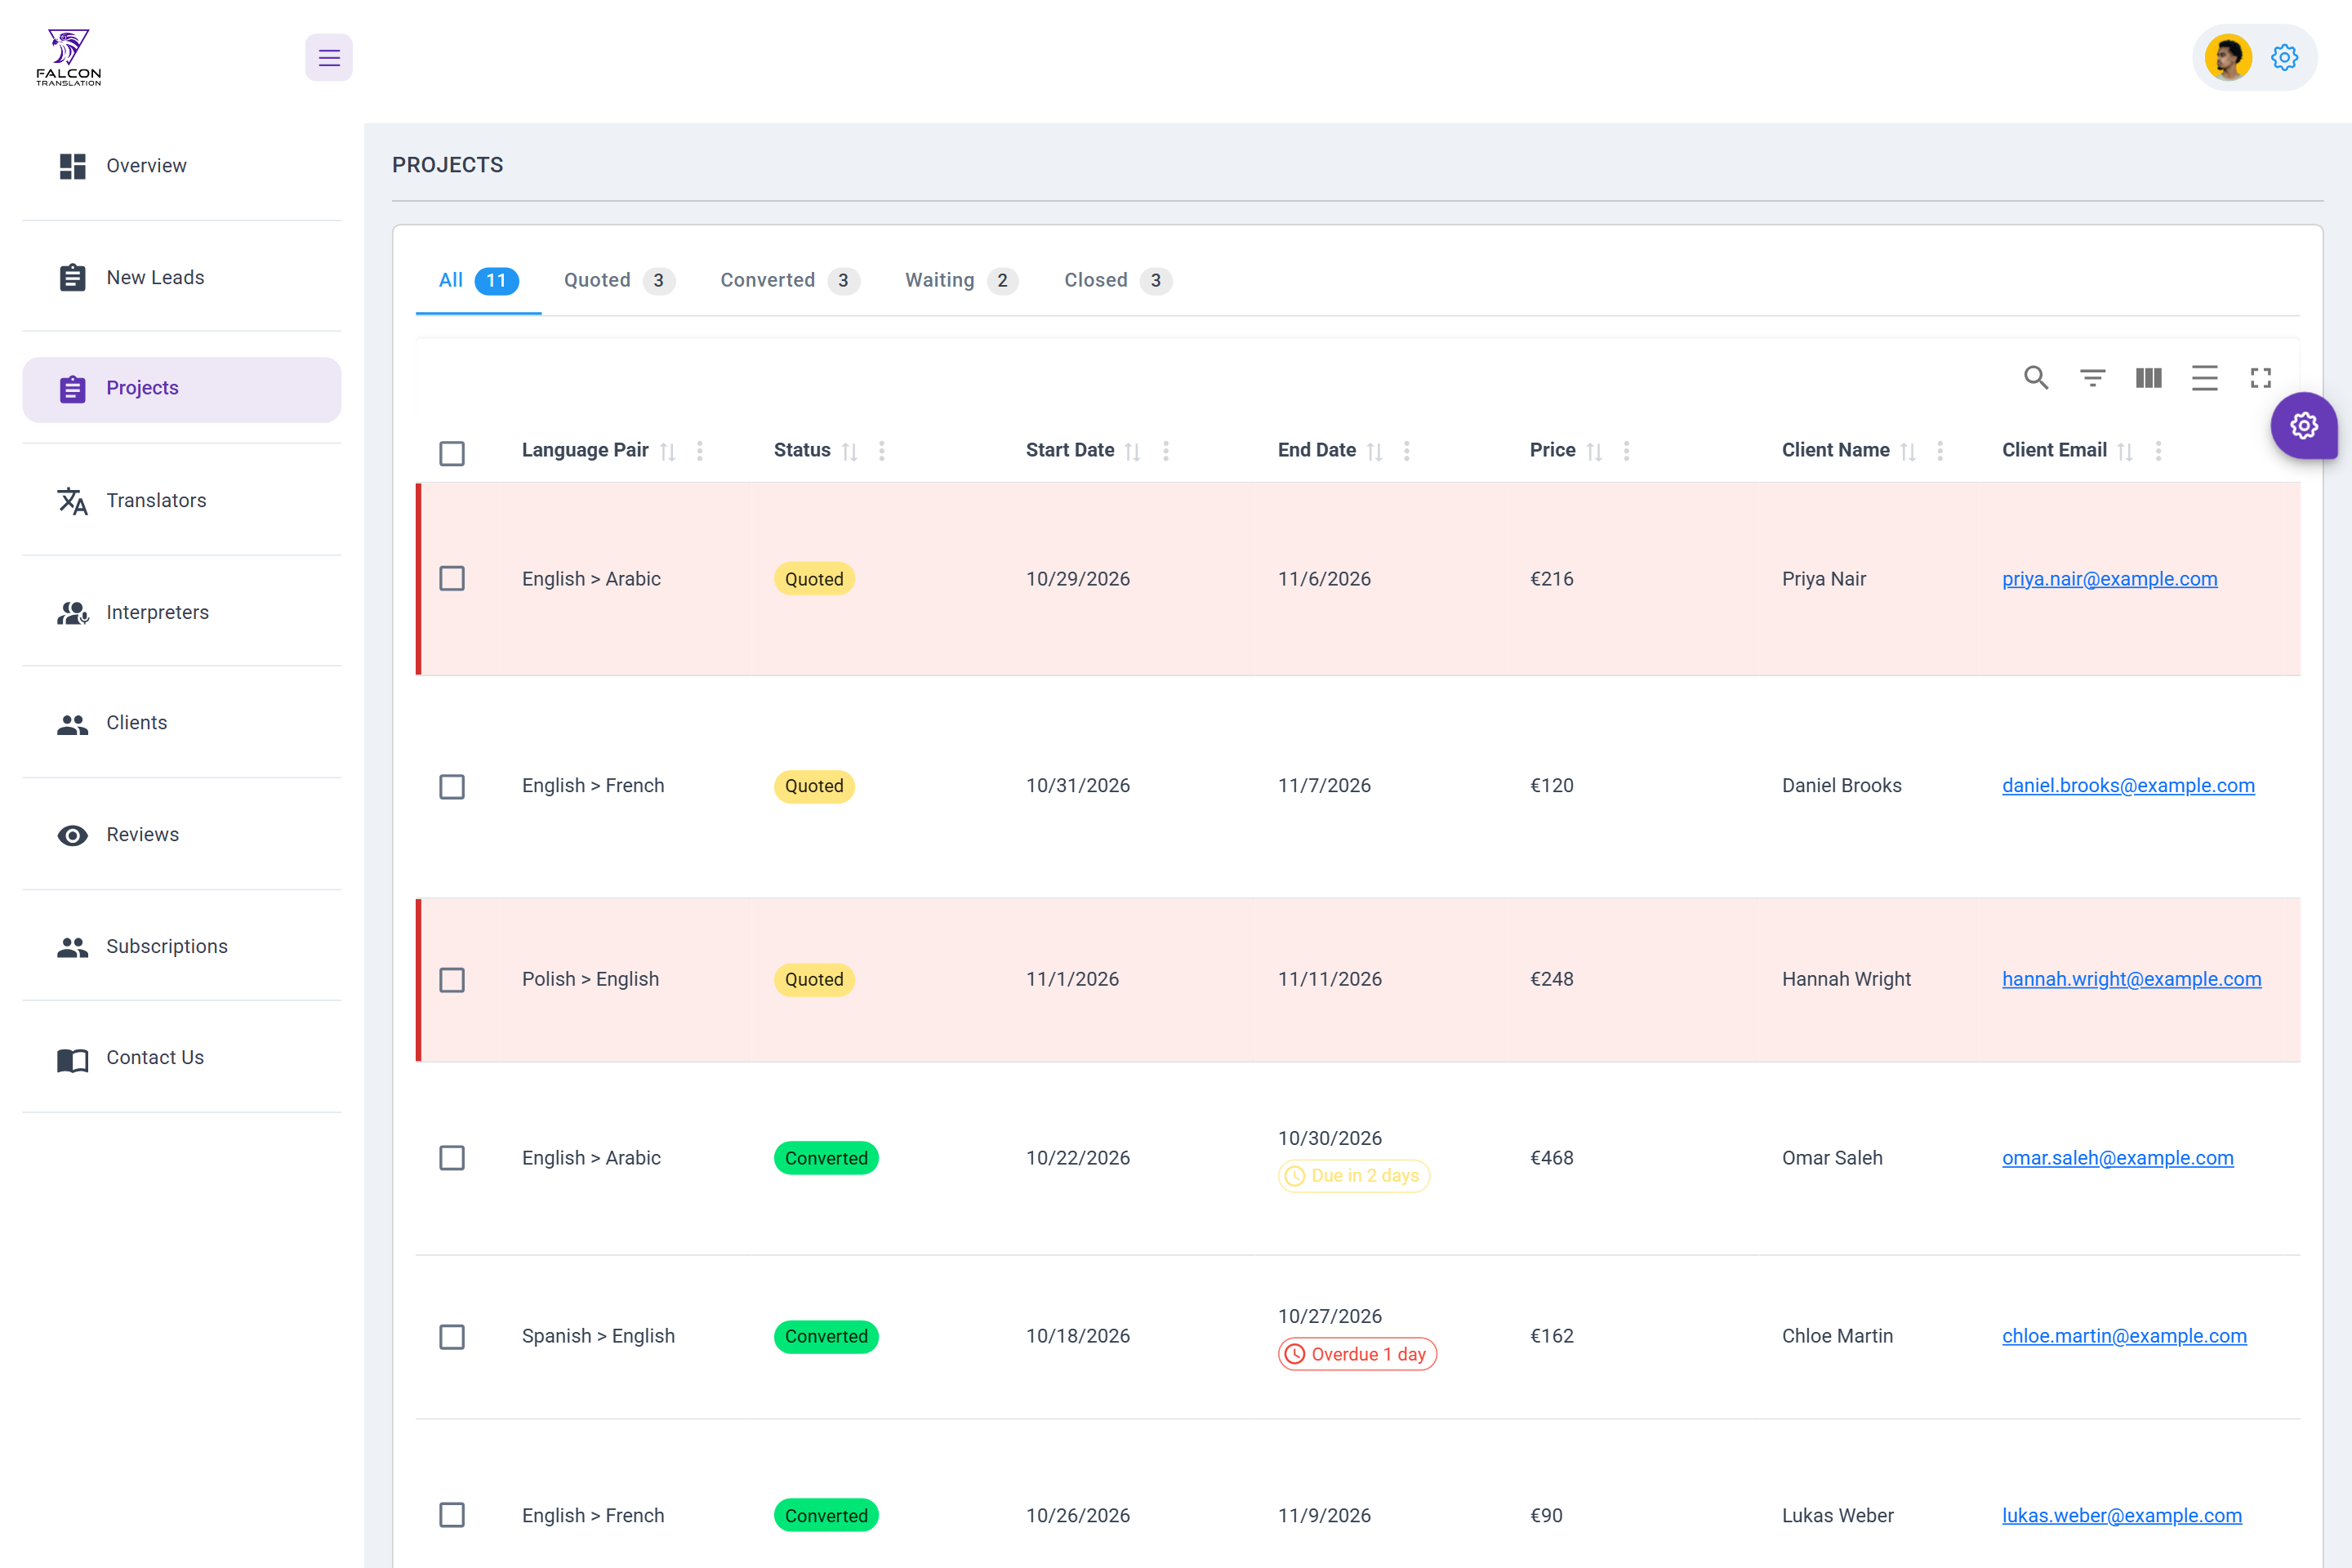 FALCON
TRANSLATION
Overview
New Leads
Projects
Translators
Interpreters
Clients
Reviews
Subscriptions
Contact Us
PROJECTS
All 11 Quoted 3 Converted 3 Waiting 2 Closed 3
Language Pair Status Start Date End Date Price Client Name Client Email
English > Arabic Quoted 10/29/2026 11/6/2026 €216 Priya Nair priya.nair@example.com
English > French Quoted 10/31/2026 11/7/2026 €120 Daniel Brooks daniel.brooks@example.com
Polish > English Quoted 11/1/2026 11/11/2026 €248 Hannah Wright hannah.wright@example.com
English > Arabic Converted 10/22/2026 10/30/2026 €468 Omar Saleh omar.saleh@example.com
Due in 2 days
Spanish > English Converted 10/18/2026 10/27/2026 €162 Chloe Martin chloe.martin@example.com
Overdue 1 day
English > French Converted 10/26/2026 11/9/2026 €90 Lukas Weber lukas.weber@example.com